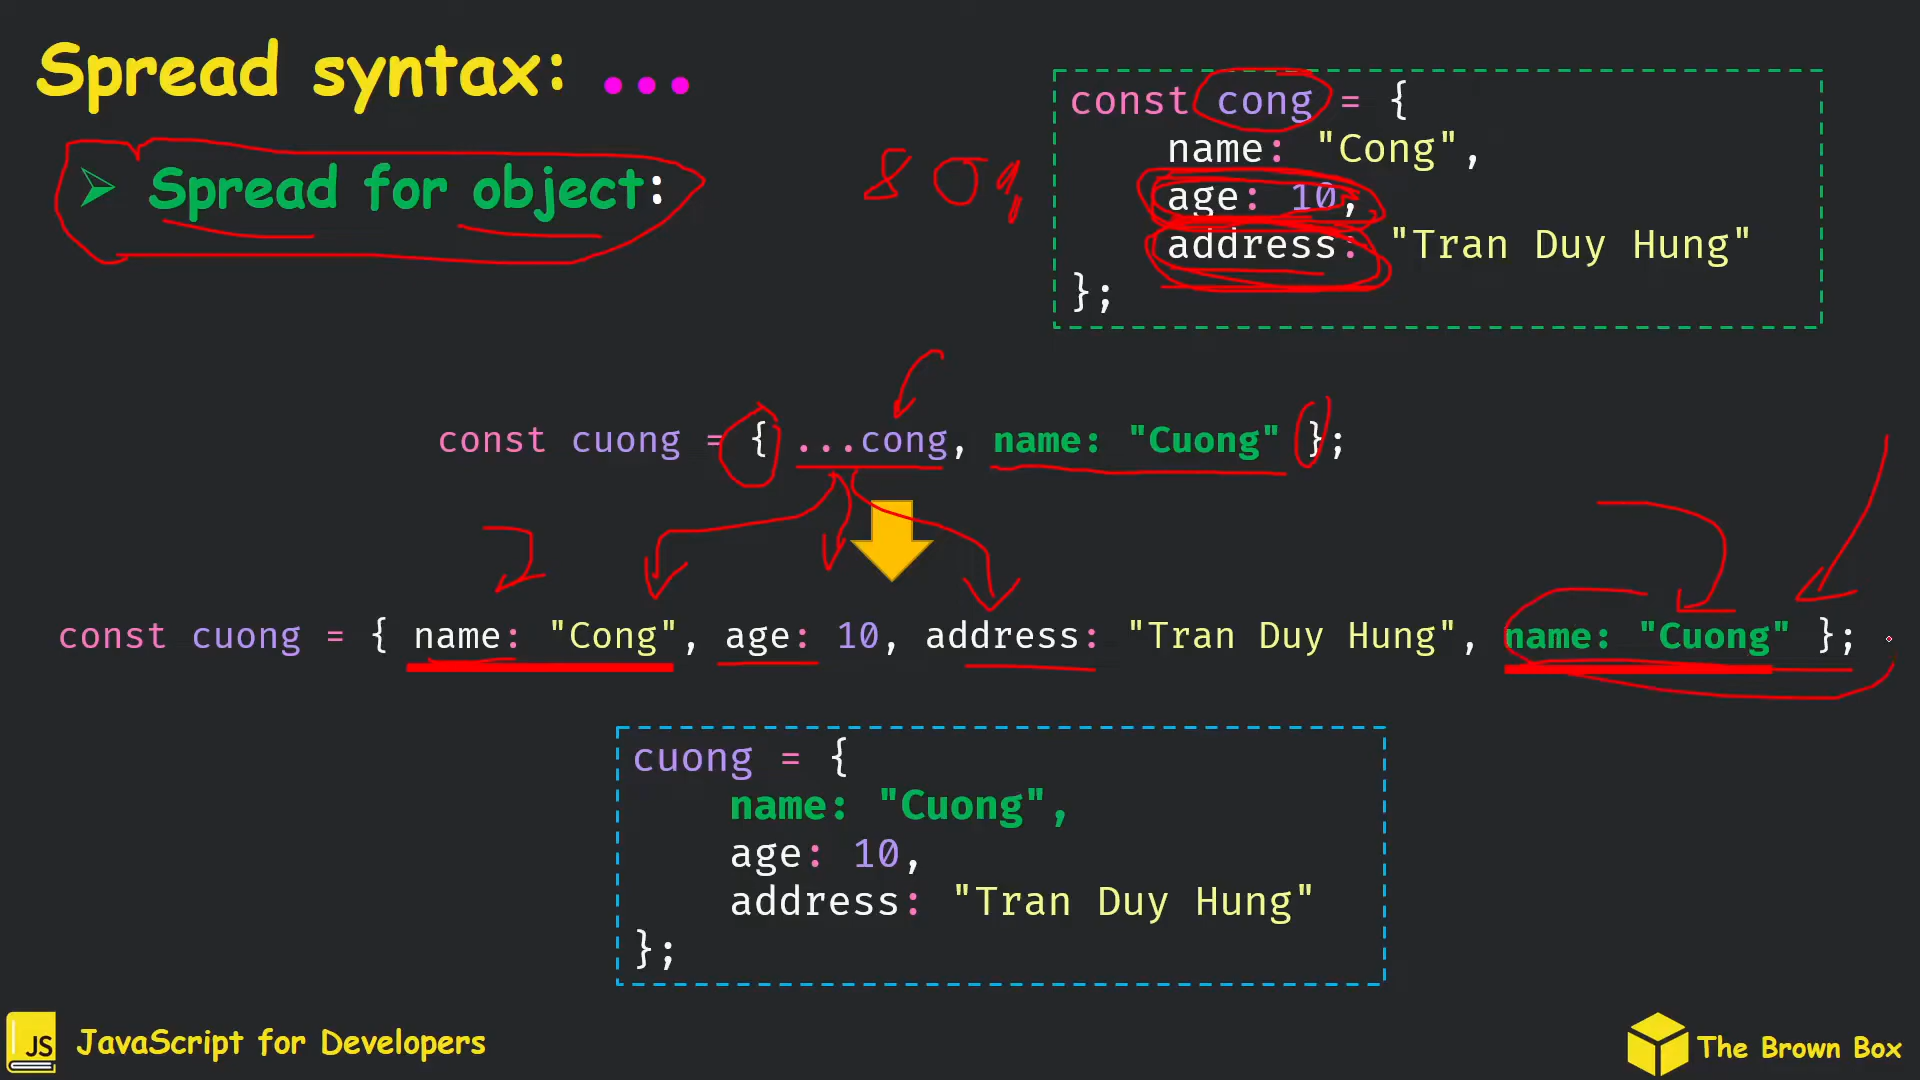 Spread syntax: ...
➢ Spread for object:
const cong = {
name: "Cong",
age: 10,
address: "Tran Duy Hung"
};
const cuong = { ...cong, name: "Cuong" };
const cuong = { name: "Cong", age: 10, address: "Tran Duy Hung", name: "Cuong" };
cuong = {
name: "Cuong",
age: 10,
address: "Tran Duy Hung"
};
JS JavaScript for Developers
The Brown Box